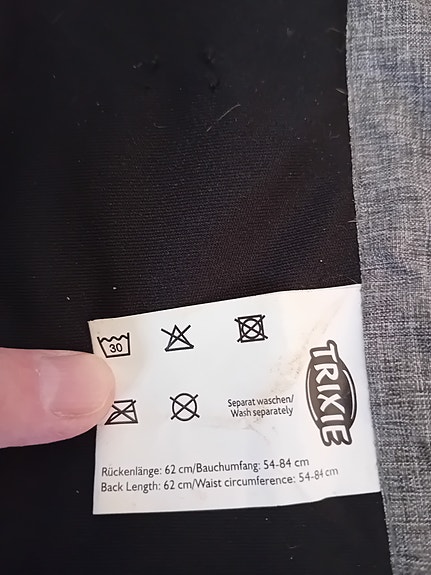 30
Separat waschen/
Wash separately
TRIXIE
Rückenlänge: 62 cm/Bauchumfang: 54-84 cm
Back Length: 62 cm/Waist circumference: 54-84 cm